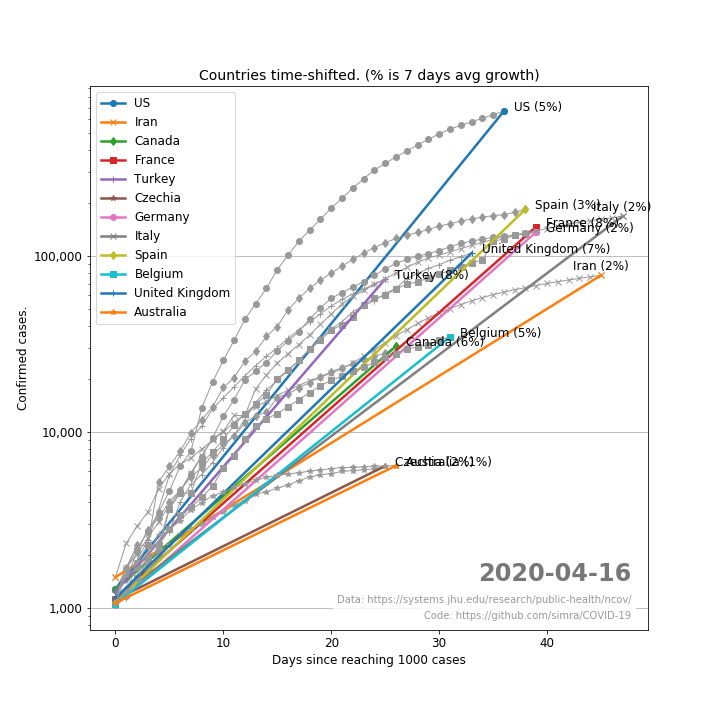 Countries time-shifted. (% is 7 days avg growth)
US
Iran
Canada
France
Turkey
Czechia
Germany
Italy
Spain
Belgium
United Kingdom
Australia
US (5%)
Spain (3%)
Italy (2%)
France (8%)
Germany (2%)
United Kingdom (7%)
Iran (2%)
Turkey (8%)
Belgium (5%)
Canada (6%)
Czechia (2%)
Australia (1%)
100,000
10,000
1,000
Confirmed cases.
2020-04-16
Data: https://systems.jhu.edu/research/public-health/ncov/
Code: https://github.com/simra/COVID-19
0 10 20 30 40
Days since reaching 1000 cases